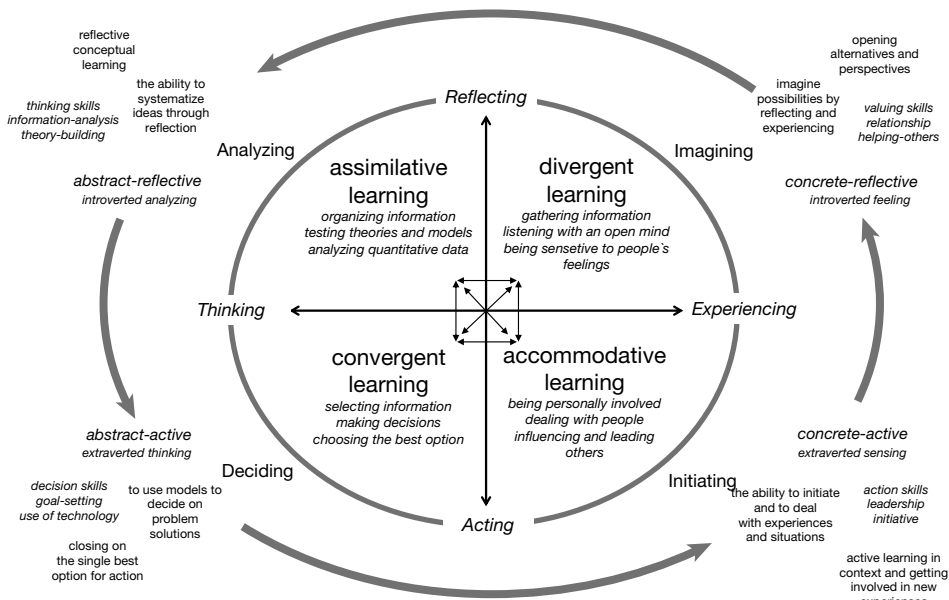 reflective
conceptual
learning
the ability to
systematize
ideas through
reflection
thinking skills
information-analysis
theory-building
abstract-reflective
introverted analyzing
Analyzing
Reflecting
opening
alternatives and
perspectives
imagine
possibilities by
reflecting and
experiencing
valuing skills
relationship
helping-others
Imagining
concrete-reflective
introverted feeling
assimilative
learning
organizing information
testing theories and models
analyzing quantitative data
divergent
learning
gathering information
listening with an open mind
being sensetive to people`s
feelings
Thinking
Experiencing
convergent
learning
selecting information
making decisions
choosing the best option
accommodative
learning
being personally involved
dealing with people
influencing and leading
others
abstract-active
extraverted thinking
Deciding
decision skills
goal-setting
use of technology
to use models to
decide on
problem
solutions
closing on
the single best
option for action
Acting
concrete-active
extraverted sensing
Initiating
the ability to initiate
and to deal
with experiences
and situations
action skills
leadership
initiative
active learning in
context and getting
involved in new
experiences